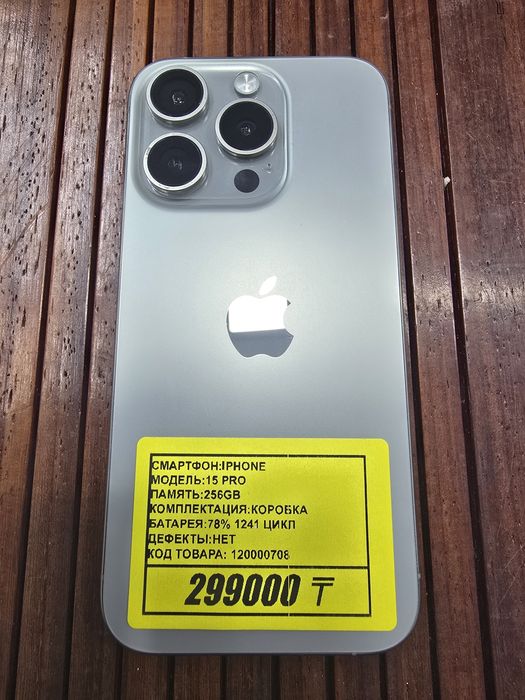 СМАРТФОН:IPHONE
МОДЕЛЬ:15 PRO
ПАМЯТЬ:256GB
КОМПЛЕКТАЦИЯ:КОРОБКА
БАТАРЕЯ:78% 1241 ЦИКЛ
ДЕФЕКТЫ:НЕТ
КОД ТОВАРА: 120000708
299000 ₸